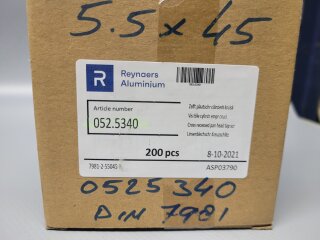 5.5 x 45
R Reynaers
Aluminium
Article number
052.5340
200 pcs
8-10-2021
7981-2-55045
ASP03790
0525340
DIN 7981